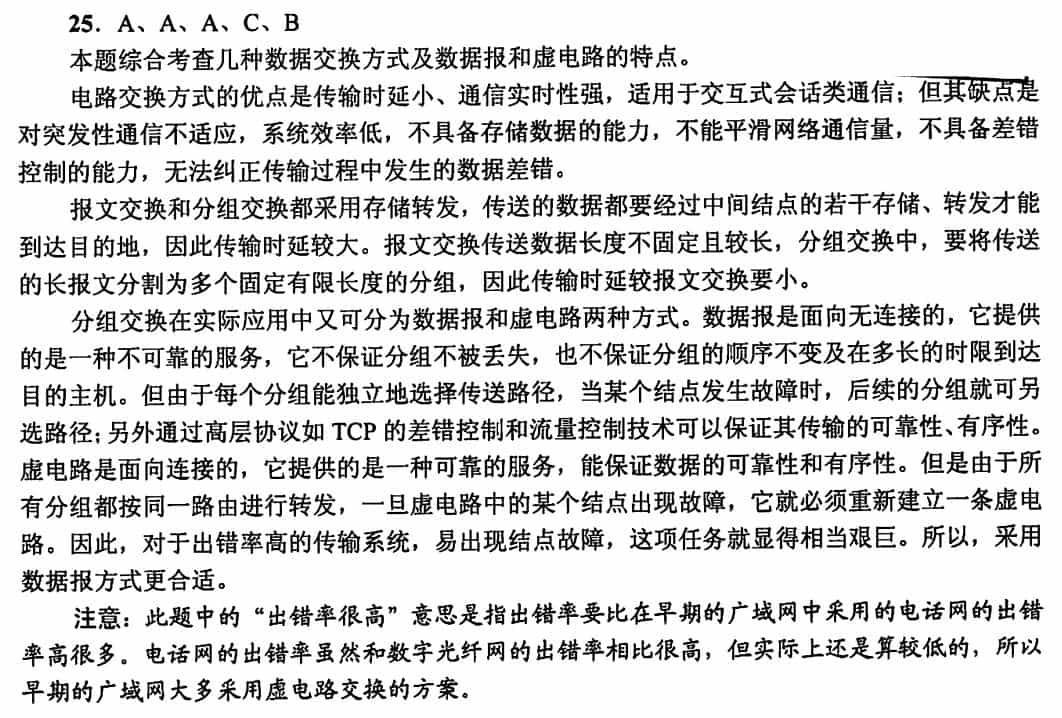 25. A、A、A、C、B
本题综合考查几种数据交换方式及数据报和虚电路的特点。
电路交换方式的优点是传输时延小、通信实时性强，适用于交互式会话类通信；但其缺点是
对突发性通信不适应，系统效率低，不具备存储数据的能力，不能平滑网络通信量，不具备差错
控制的能力，无法纠正传输过程中发生的数据差错。
报文交换和分组交换都采用存储转发，传送的数据都要经过中间结点的若干存储、转发才能
到达目的地，因此传输时延较大。报文交换传送数据长度不固定且较长，分组交换中，要将传送
的长报文分割为多个固定有限长度的分组，因此传输时延较报文交换要小。
分组交换在实际应用中又可分为数据报和虚电路两种方式。数据报是面向无连接的，它提供
的是一种不可靠的服务，它不保证分组不被丢失，也不保证分组的顺序不变及在多长的时限到达
目的主机。但由于每个分组能独立地选择传送路径，当某个结点发生故障时，后续的分组就可另
选路径；另外通过高层协议如 TCP 的差错控制和流量控制技术可以保证其传输的可靠性、有序性。
虚电路是面向连接的，它提供的是一种可靠的服务，能保证数据的可靠性和有序性。但是由于所
有分组都按同一路由进行转发，一旦虚电路中的某个结点出现故障，它就必须重新建立一条虚电
路。因此，对于出错率高的传输系统，易出现结点故障，这项任务就显得相当艰巨。所以，采用
数据报方式更合适。
注意：此题中的“出错率很高”意思是指出错率要比在早期的广域网中采用的电话网的出错
率高很多。电话网的出错率虽然和数字光纤网的出错率相比很高，但实际上还是算较低的，所以
早期的广域网大多采用虚电路交换的方案。